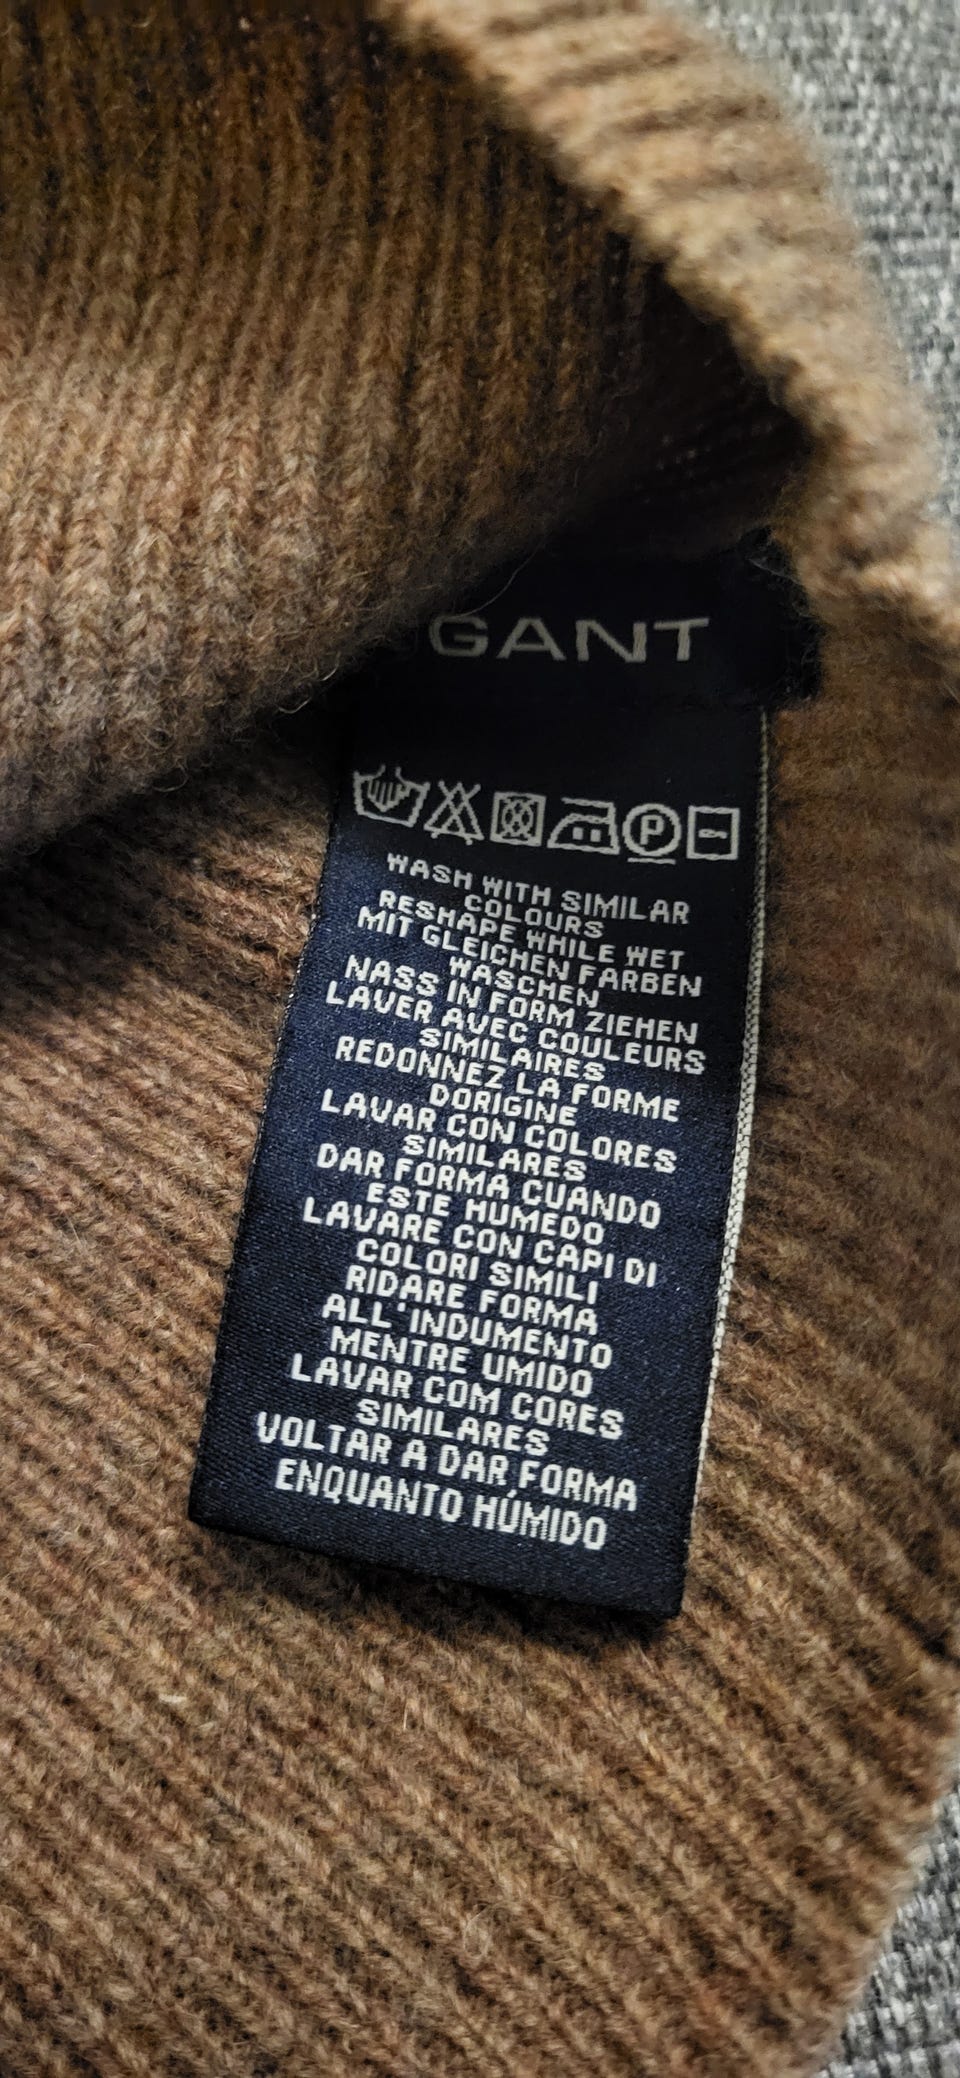 GANT
P
WASH WITH SIMILAR
COLOURS
RESHAPE WHILE WET
MIT GLEICHEN FARBEN
WASCHEN
NASS IN FORM ZIEHEN
LAVER AVEC COULEURS
SIMILAIRES
REDONNEZ LA FORME
DORIGINE
LAVAR CON COLORES
SIMILARES
DAR FORMA CUANDO
ESTE HUMEDO
LAVARE CON CAPI DI
COLORI SIMILI
RIDARE FORMA
ALL'INDUMENTO
MENTRE UMIDO
LAVAR COM CORES
SIMILARES
VOLTAR A DAR FORMA
ENQUANTO HÚMIDO